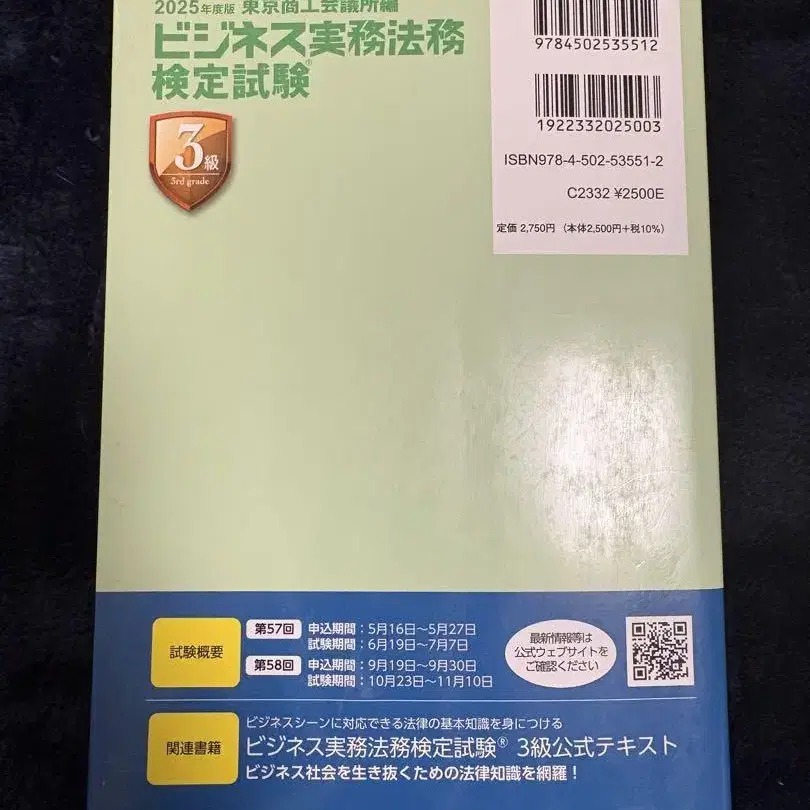 2025年度版 東京商工会議所編
ビジネス実務法務
検定試験®
3級
3rd grade
9784502535512
1922332025003
ISBN978-4-502-53551-2
C2332 ¥2500E
定価 2,750円 (本体2,500円+税10%)
試験概要
第57回 申込期間：5月16日～5月27日
試験期間：6月19日～7月7日
第58回 申込期間：9月19日～9月30日
試験期間：10月23日～11月10日
最新情報等は
公式ウェブサイトを
ご確認ください
関連書籍
ビジネスシーンに対応できる法律の基本知識を身につける
ビジネス実務法務検定試験® 3級公式テキスト
ビジネス社会を生き抜くための法律知識を網羅！